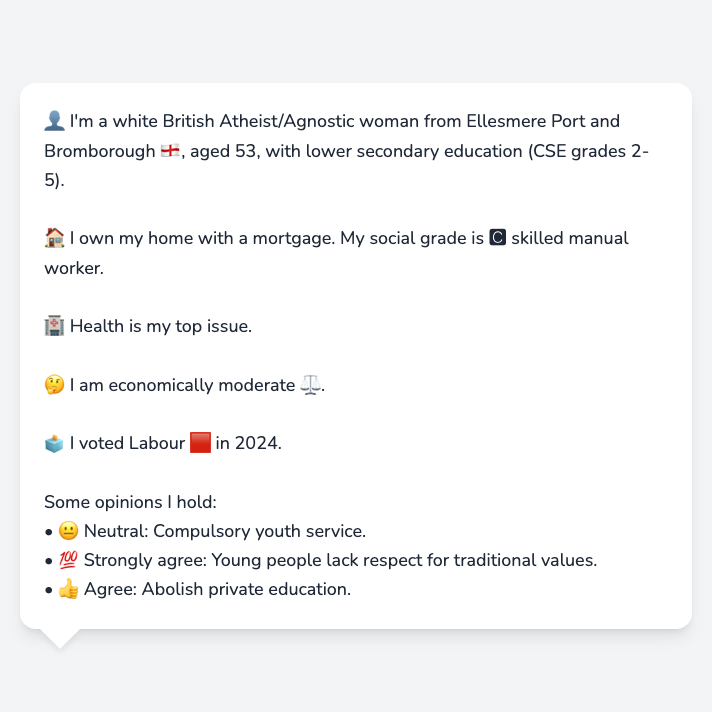 👤 I'm a white British Atheist/Agnostic woman from Ellesmere Port and
Bromborough 🏴󠁧󠁢󠁥󠁮󠁧󠁿, aged 53, with lower secondary education (CSE grades 2-
5).
🏠 I own my home with a mortgage. My social grade is 🅲 skilled manual
worker.
🏥 Health is my top issue.
🤔 I am economically moderate ⚖️.
🗳️ I voted Labour 🟥 in 2024.
Some opinions I hold:
• 😐 Neutral: Compulsory youth service.
• 💯 Strongly agree: Young people lack respect for traditional values.
• 👍 Agree: Abolish private education.